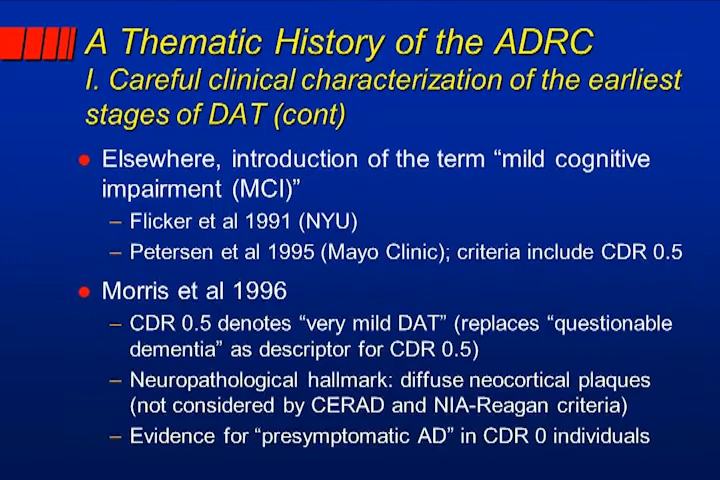 A Thematic History of the ADRC
I. Careful clinical characterization of the earliest
stages of DAT (cont)
● Elsewhere, introduction of the term “mild cognitive
impairment (MCI)”
– Flicker et al 1991 (NYU)
– Petersen et al 1995 (Mayo Clinic); criteria include CDR 0.5
● Morris et al 1996
– CDR 0.5 denotes “very mild DAT” (replaces “questionable
dementia” as descriptor for CDR 0.5)
– Neuropathological hallmark: diffuse neocortical plaques
(not considered by CERAD and NIA-Reagan criteria)
– Evidence for “presymptomatic AD” in CDR 0 individuals